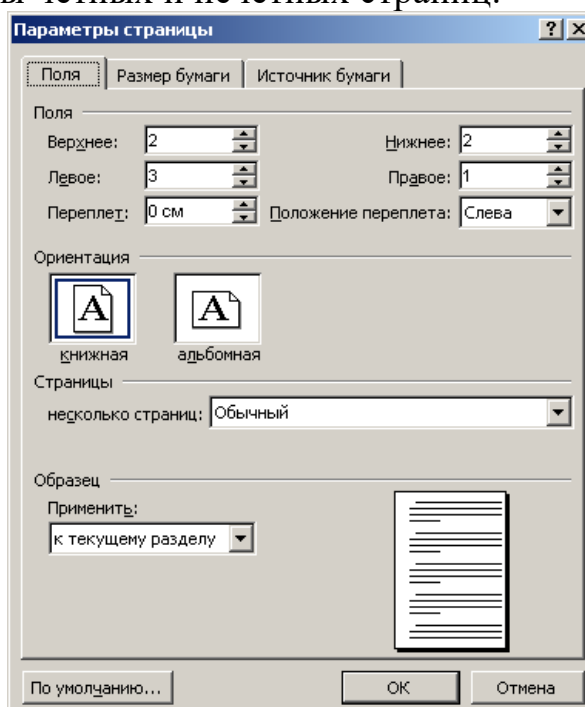 ы четных и нечетных страниц.
Параметры страницы
Поля Размер бумаги Источник бумаги
Поля
Верхнее: 2 Нижнее: 2
Левое: 3 Правое: 1
Переплет: 0 см Положение переплета: Слева
Ориентация
A A
книжная альбомная
Страницы
несколько страниц: Обычный
Образец
Применить:
к текущему разделу
По умолчанию... ОК Отмена